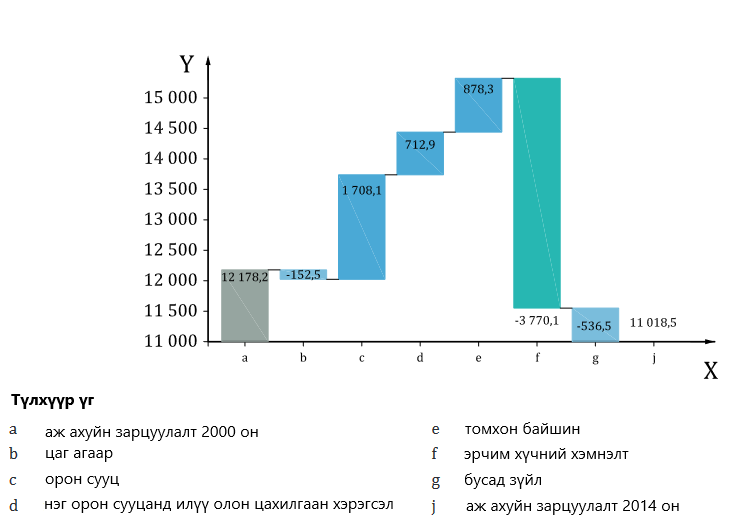 Y
15 000
14 500
14 000
13 500
13 000
12 500
12 000
11 500
11 000
12 178,2
-152,5
1 708,1
712,9
878,3
-3 770,1
-536,5
11 018,5
a b c d e f g j
X
Түлхүүр үг
a аж ахуйн зарцуулалт 2000 он
b цаг агаар
c орон сууц
d нэг орон сууцанд илүү олон цахилгаан хэрэгсэл
e томхон байшин
f эрчим хүчний хэмнэлт
g бусад зүйл
j аж ахуйн зарцуулалт 2014 он